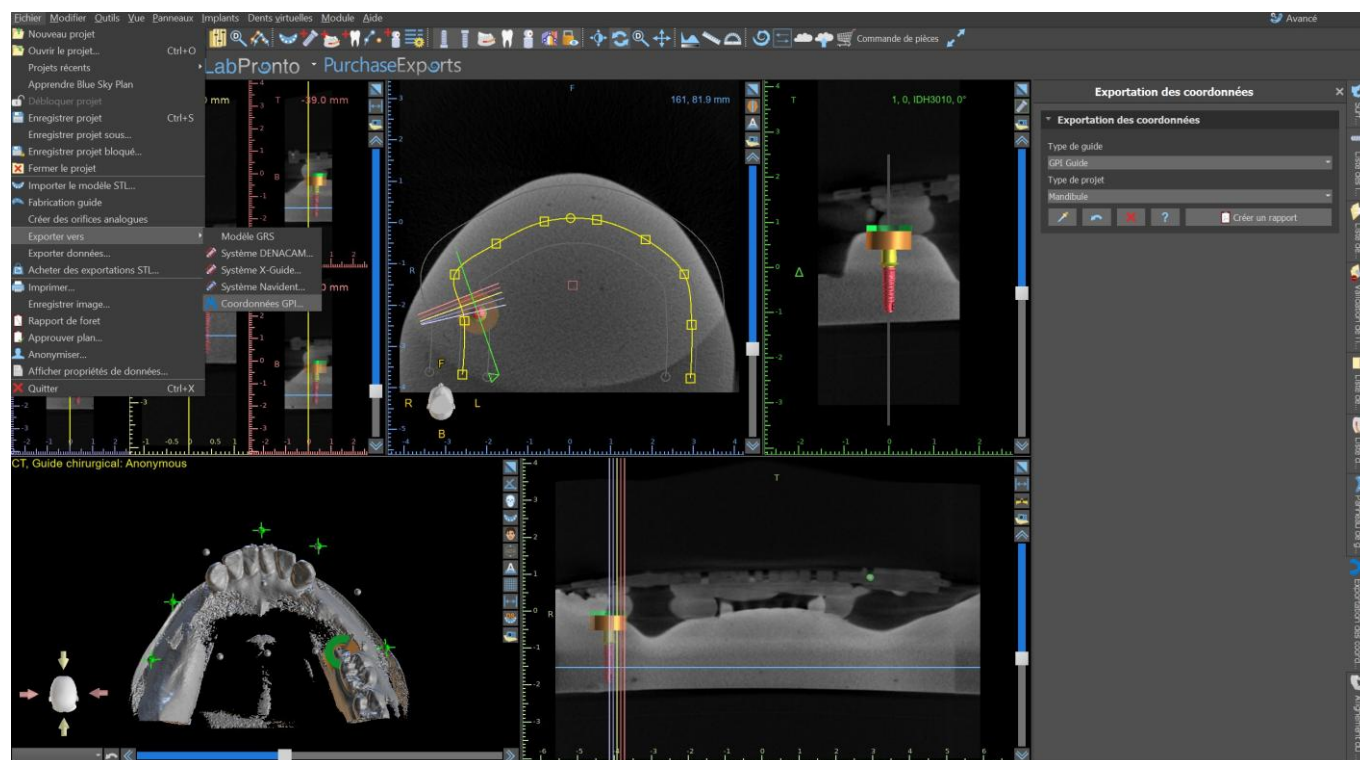 Fichier Modifier Outils Vue Panneaux Implants Dents virtuelles Module Aide
Avancé
Nouveau projet
Ouvrir le projet... Ctrl+O
Projets récents
Apprendre Blue Sky Plan
Débloquer projet
Enregistrer projet Ctrl+S
Enregistrer projet sous...
Enregistrer projet bloqué...
Fermer le projet
Importer le modèle STL...
Fabrication guide
Créer des orifices analogues
Exporter vers
Exporter données...
Acheter des exportations STL...
Imprimer...
Enregistrer image...
Rapport de foret
Approuver plan...
Anonymiser...
Afficher propriétés de données...
Quitter Ctrl+X
Modèle GRS
Système DENACAM...
Système X-Guide...
Système Navident...
Coordonnées GPI...
Commande de pièces
LabPronto PurchaseExports
T -39.0 mm
F
161, 81.9 mm
T
1, 0, IDH3010, 0°
R
F
R L
B
CT, Guide chirurgical: Anonymous
T
R
Exportation des coordonnées
Exportation des coordonnées
Type de guide
GPI Guide
Type de projet
Mandibule
? Créer un rapport